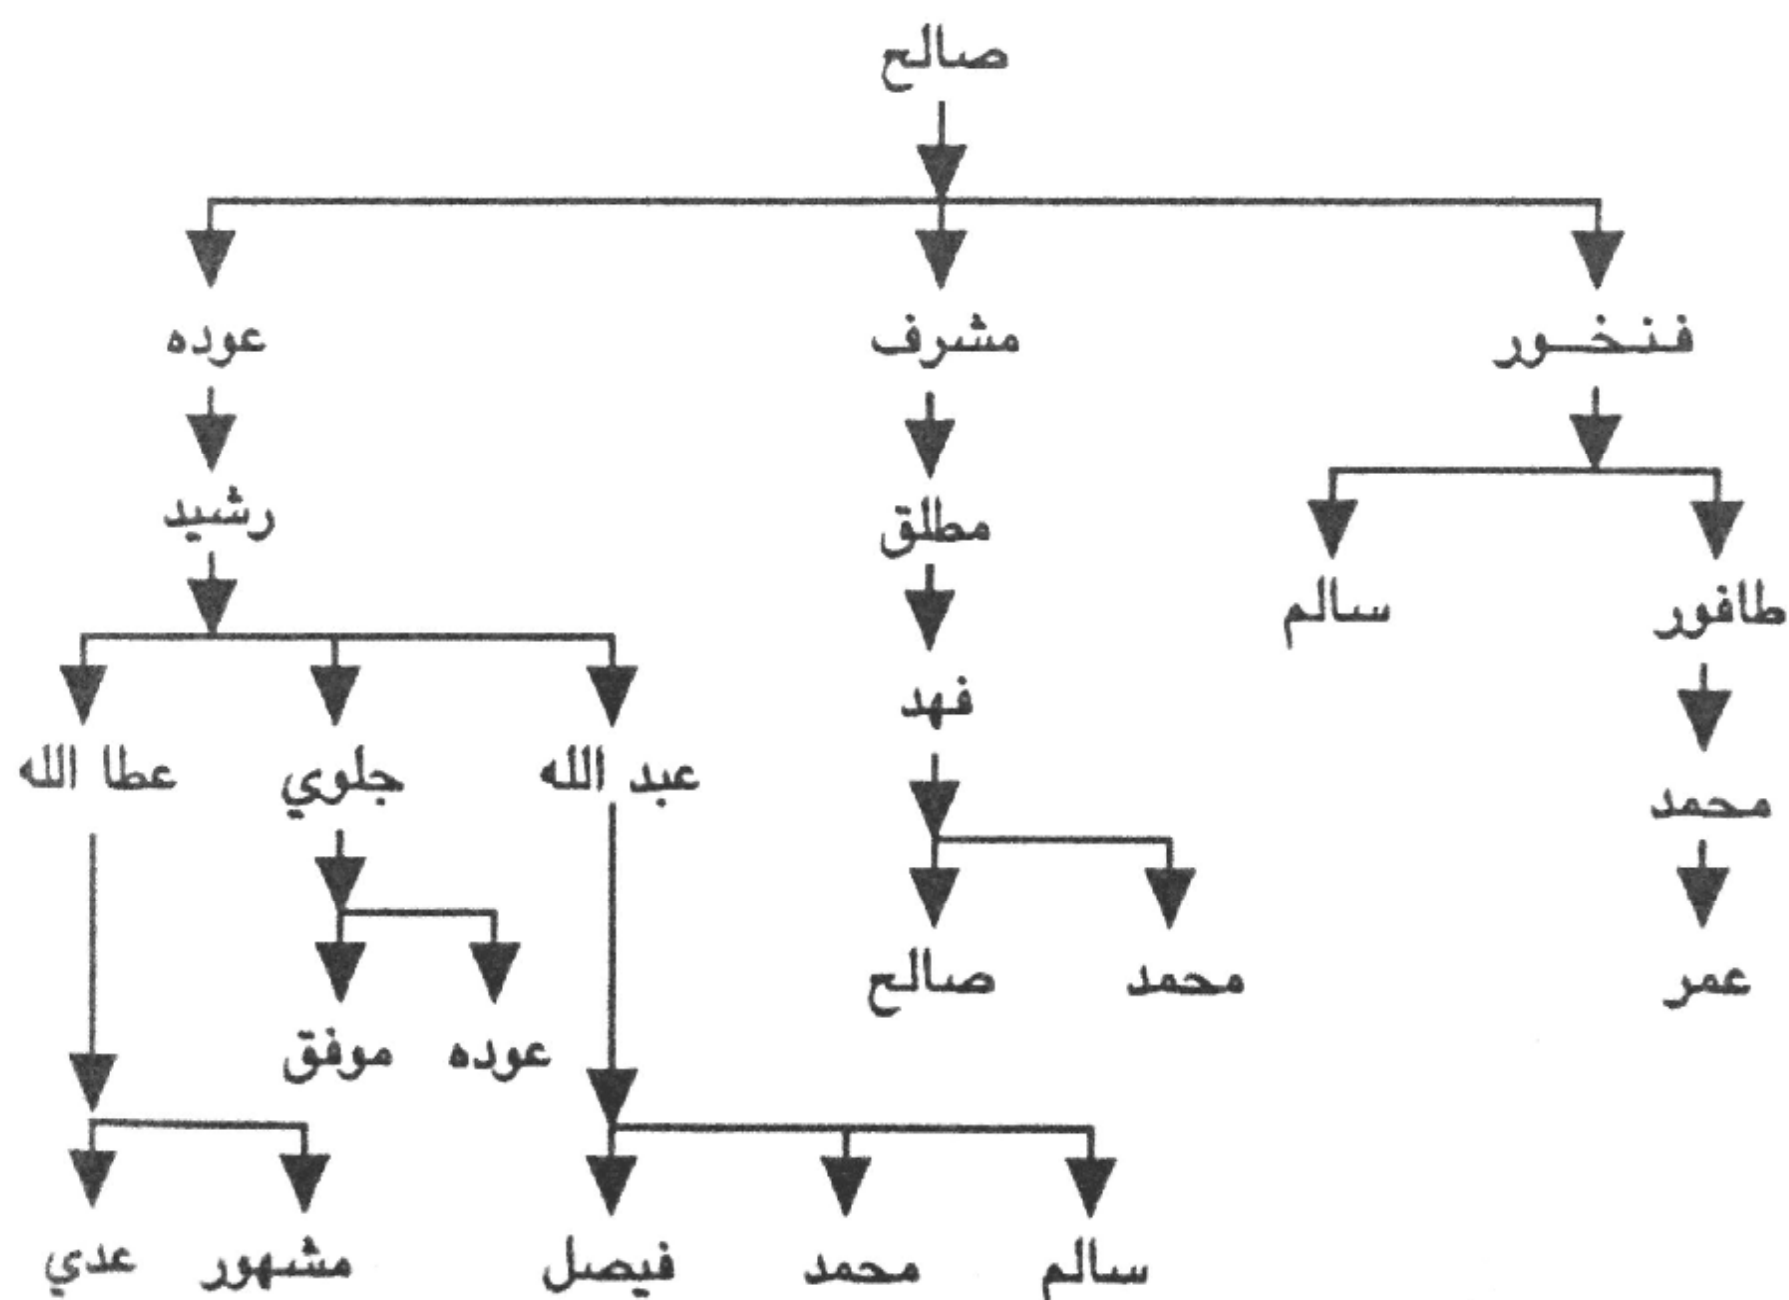 صالح
فنخور مشرف عوده
رشيد
مطلق
سالم
طافور
فهد
عبد الله جلوي عطا الله
محمد
عمر محمد صالح
عوده موفق
سالم محمد فيصل مشهور عدي